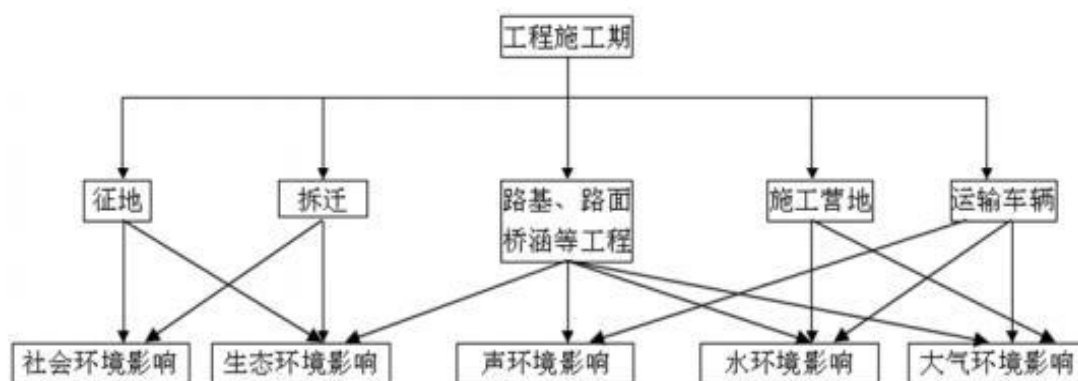 工程施工期
征地
拆迁
路基、路面
桥涵等工程
施工营地
运输车辆
社会环境影响
生态环境影响
声环境影响
水环境影响
大气环境影响